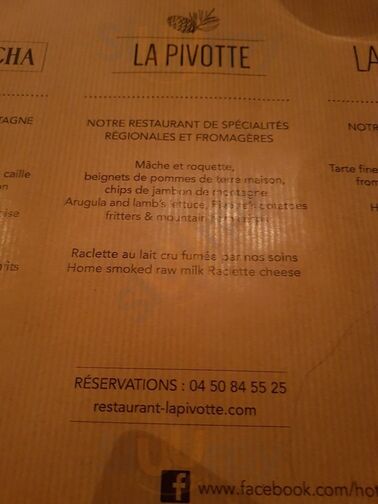 CHA
LA PIVOTTE
LA
TAGNE
NOTRE RESTAURANT DE SPÉCIALITÉS
RÉGIONALES ET FROMAGÈRES
NOTR
Mâche et roquette,
beignets de pommes de terre maison,
chips de jambon de montagne
Arugula and lamb's lettuce, potatoes
fritters & mountain
caille
Tarte fine
from
H
Raclette au lait cru fumée par nos soins
Home smoked raw milk Raclette cheese
RÉSERVATIONS : 04 50 84 55 25
restaurant-lapivotte.com
f www.facebook.com/hot